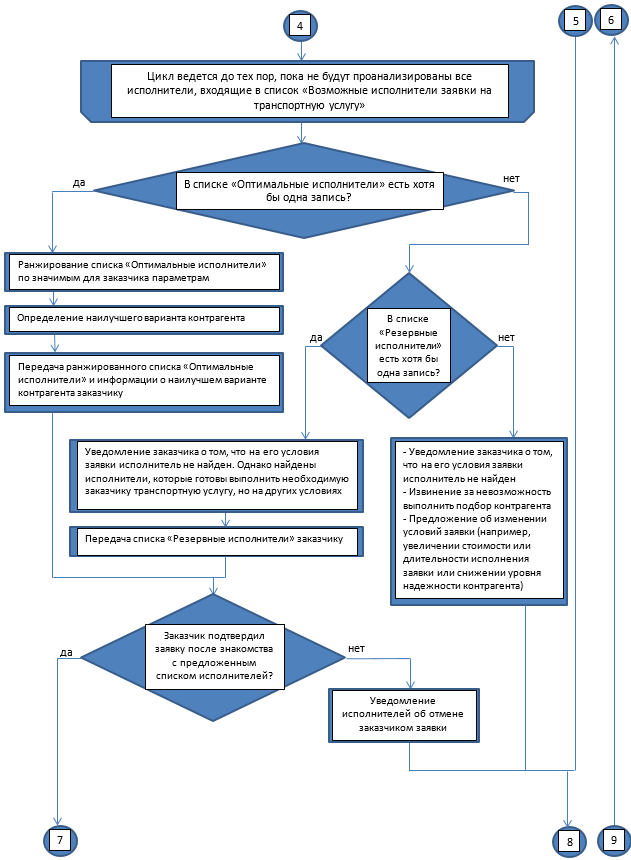 4
5
6
Цикл ведется до тех пор, пока не будут проанализированы все
исполнители, входящие в список «Возможные исполнители заявки на
транспортную услугу»
В списке «Оптимальные исполнители» есть хотя
бы одна запись?
да
нет
Ранжирование списка «Оптимальные исполнители»
по значимым для заказчика параметрам
Определение наилучшего варианта контрагента
Передача ранжированного списка «Оптимальные
исполнители» и информации о наилучшем варианте
контрагента заказчику
В списке
«Резервные
исполнители»
есть хотя бы
одна запись?
да
нет
Уведомление заказчика о том, что на его условия
заявки исполнитель не найден. Однако найдены
исполнители, которые готовы выполнить необходимую
заказчику транспортную услугу, но на других условиях
Передача списка «Резервные исполнители» заказчику
- Уведомление заказчика о том,
что на его условия заявки
исполнитель не найден
- Извинение за невозможность
выполнить подбор контрагента
- Предложение об изменении
условий заявки (например,
увеличении стоимости или
длительности исполнения
заявки или снижении уровня
надежности контрагента)
Заказчик подтвердил
заявку после знакомства
с предложенным
списком исполнителей?
да
нет
Уведомление
исполнителей об отмене
заказчиком заявки
7
8
9